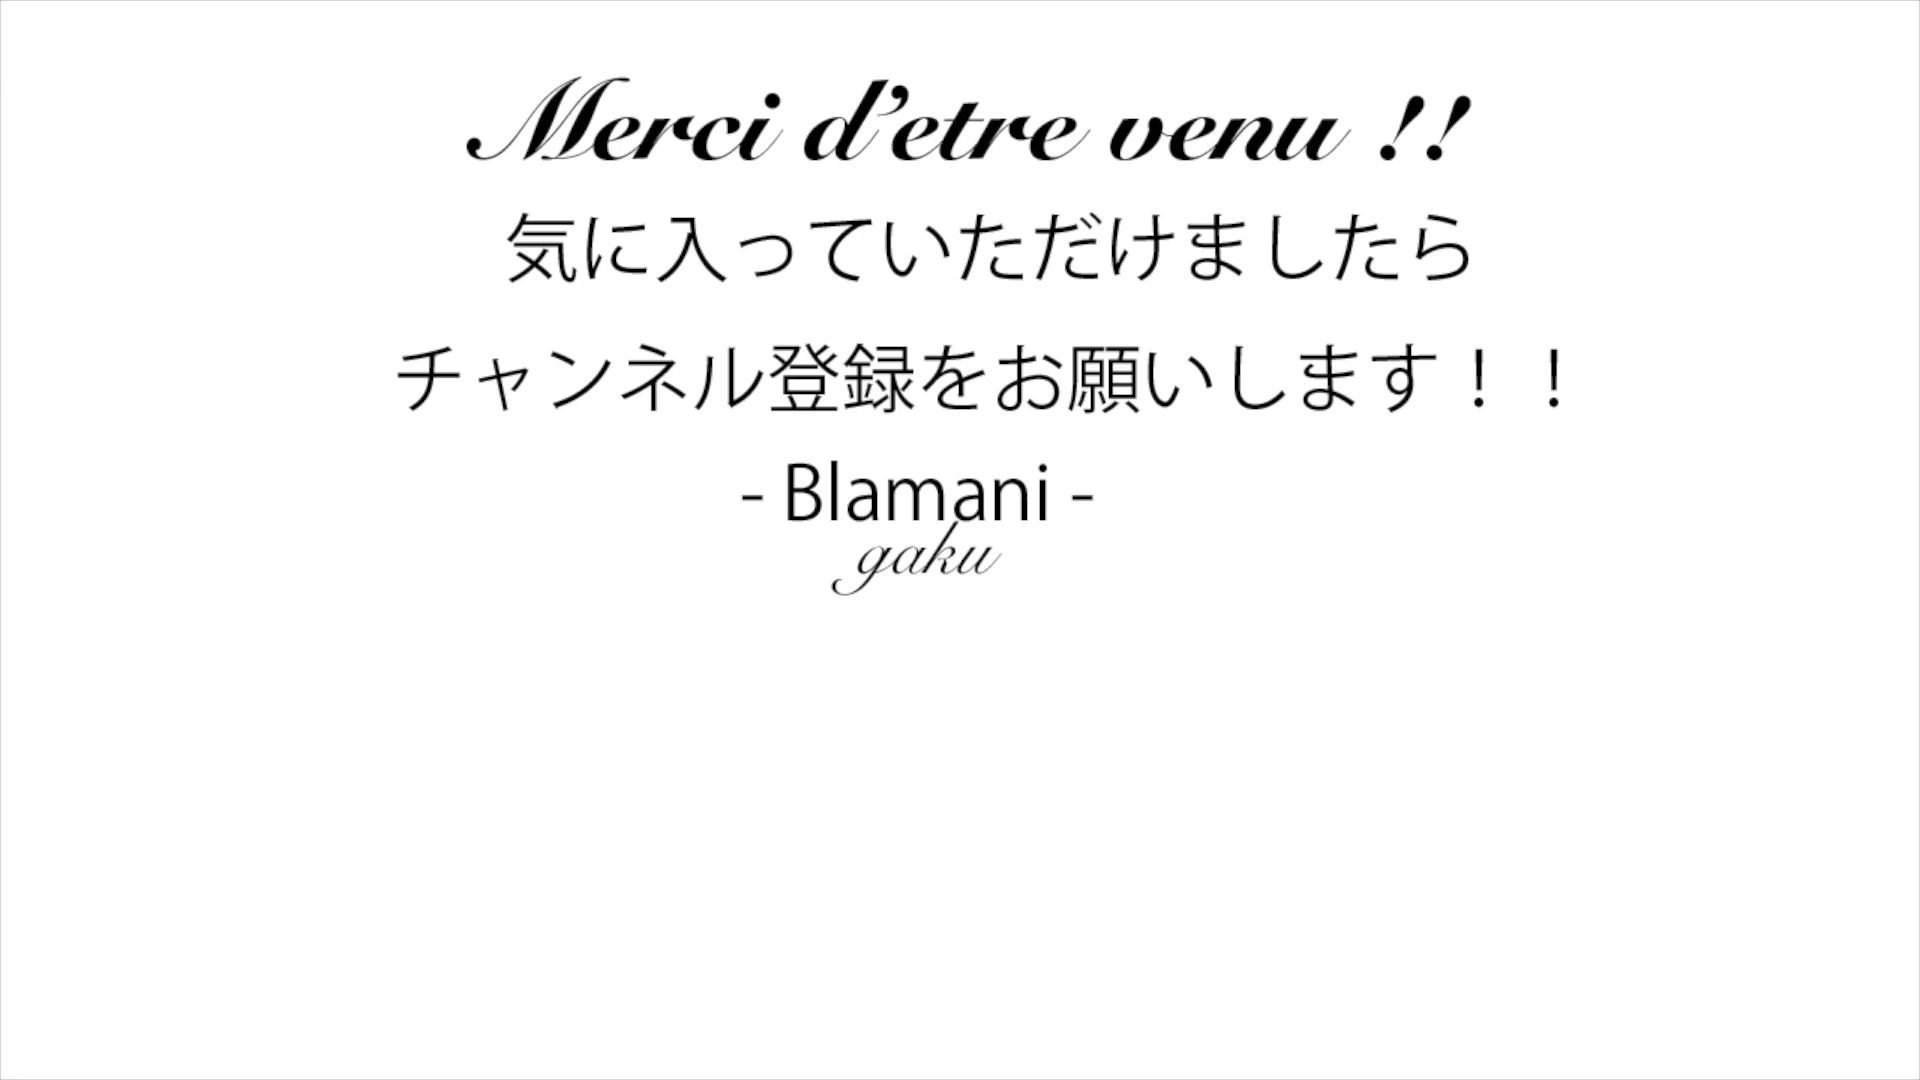 Merci d’etre venu !!
気に入っていただけましたら
チャンネル登録をお願いします！！
- Blamani -
gaku